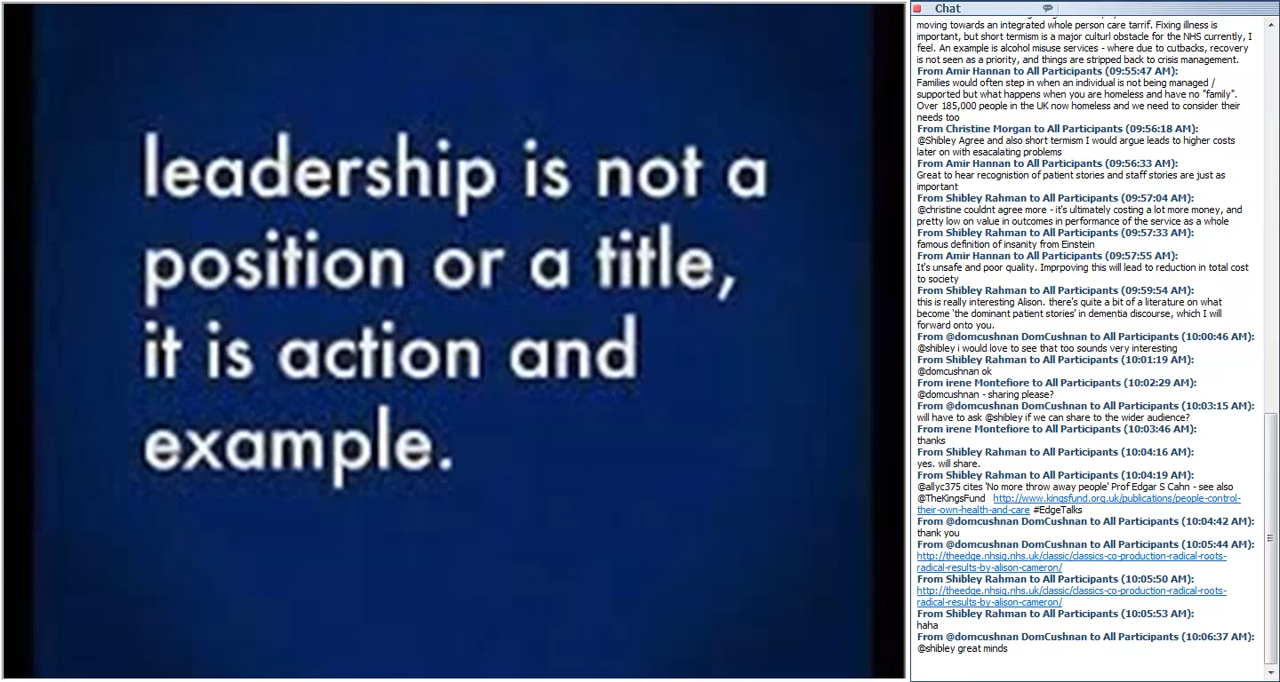 leadership is not a
position or a title,
it is action and
example.
Chat
moving towards an integrated whole person care tarrif. Fixing illness is
important, but short termism is a major culturl obstacle for the NHS currently, I
feel. An example is alcohol misuse services - where due to cutbacks, recovery
is not seen as a priority, and things are stripped back to crisis management.
From Amir Hannan to All Participants (09:55:47 AM):
Families would often step in when an individual is not being managed /
supported but what happens when you are homeless and have no "family".
Over 185,000 people in the UK now homeless and we need to consider their
needs too
From Christine Morgan to All Participants (09:56:18 AM):
@Shibley Agree and also short termism I would argue leads to higher costs
later on with esacalating problems
From Amir Hannan to All Participants (09:56:33 AM):
Great to hear recognistion of patient stories and staff stories are just as
important
From Shibley Rahman to All Participants (09:57:04 AM):
@christine couldnt agree more - it's ultimately costing a lot more money, and
pretty low on value in outcomes in performance of the service as a whole
From Shibley Rahman to All Participants (09:57:33 AM):
famous definition of insanity from Einstein
From Amir Hannan to All Participants (09:57:55 AM):
It's unsafe and poor quality. Imprpoving this will lead to reduction in total cost
to society
From Shibley Rahman to All Participants (09:59:54 AM):
this is really interesting Alison. there's quite a bit of a literature on what
become 'the dominant patient stories' in dementia discourse, which I will
forward onto you.
From @domcushnan DomCushnan to All Participants (10:00:46 AM):
@shibley i would love to see that too sounds very interesting
From Shibley Rahman to All Participants (10:01:19 AM):
@domcushnan ok
From irene Montefiore to All Participants (10:02:29 AM):
@domcushnan - sharing please?
From @domcushnan DomCushnan to All Participants (10:03:15 AM):
will have to ask @shibley if we can share to the wider audience?
From irene Montefiore to All Participants (10:03:46 AM):
thanks
From Shibley Rahman to All Participants (10:04:16 AM):
yes. will share.
From Shibley Rahman to All Participants (10:04:19 AM):
@allyc375 cites 'No more throw away people' Prof Edgar S Cahn - see also
@TheKingsFund http://www.kingsfund.org.uk/publications/people-control-
their-own-health-and-care #EdgeTalks
From @domcushnan DomCushnan to All Participants (10:04:42 AM):
thank you
From @domcushnan DomCushnan to All Participants (10:05:44 AM):
http://theedge.nhsiq.nhs.uk/classic/classics-co-production-radical-roots-
radical-results-by-alison-cameron/
From Shibley Rahman to All Participants (10:05:50 AM):
http://theedge.nhsiq.nhs.uk/classic/classics-co-production-radical-roots-
radical-results-by-alison-cameron/
From Shibley Rahman to All Participants (10:05:53 AM):
haha
From @domcushnan DomCushnan to All Participants (10:06:37 AM):
@shibley great minds